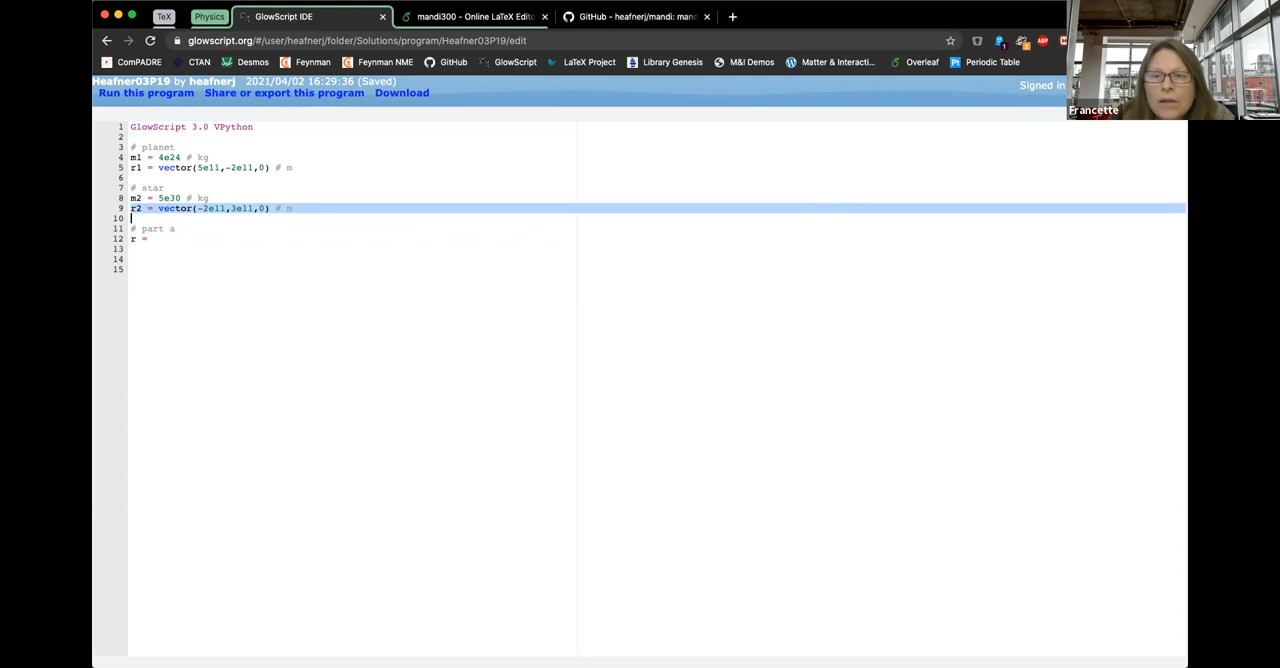 TeX
Physics
GlowScript IDE
mandi300 - Online LaTeX Edito
GitHub - heafnerj/mandi: mand
glowscript.org/#/user/heafnerj/folder/Solutions/program/Heafner03P19/edit
ComPADRE
CTAN
Desmos
Feynman
Feynman NME
GitHub
GlowScript
LaTeX Project
Library Genesis
M&I Demos
Matter & Interacti...
Overleaf
Pt Periodic Table
ABP
Francette
Heafner03P19 by heafnerj 2021/04/02 16:29:36 (Saved)
Signed in
Run this program Share or export this program Download
1 GlowScript 3.0 VPython
2
3 # planet
4 m1 = 4e24 # kg
5 r1 = vector(5e11,-2e11,0) # m
6
7 # star
8 m2 = 5e30 # kg
9 r2 = vector(-2e11,3e11,0) # m
10
11 # part a
12 r =
13
14
15